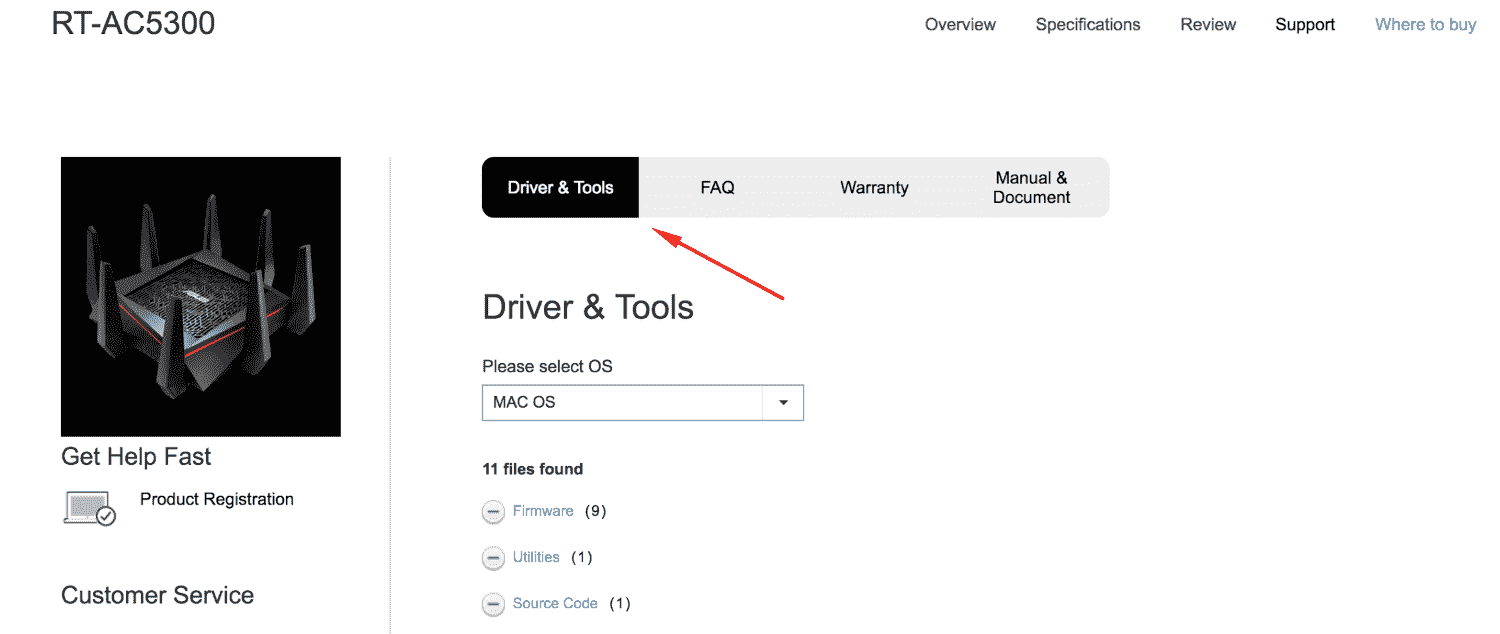 RT-AC5300
Overview Specifications Review Support Where to buy
Driver & Tools FAQ Warranty Manual &
Document
Driver & Tools
Please select OS
MAC OS
11 files found
Firmware (9)
Utilities (1)
Source Code (1)
Get Help Fast
Product Registration
Customer Service